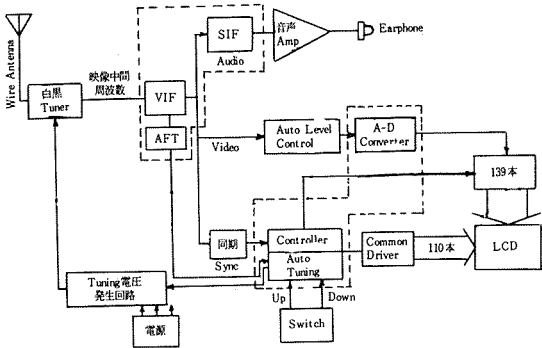 Wire Antenna
白黒
Tuner
映像中間
周波数
VIF
AFT
SIF
Audio
音声
Amp
Earphone
Video
Auto Level
Control
A-D
Converter
139本
LCD
同期
Sync
Controller
Auto
Tuning
Common
Driver
110本
Tuning電圧
発生回路
電源
Up
Down
Switch